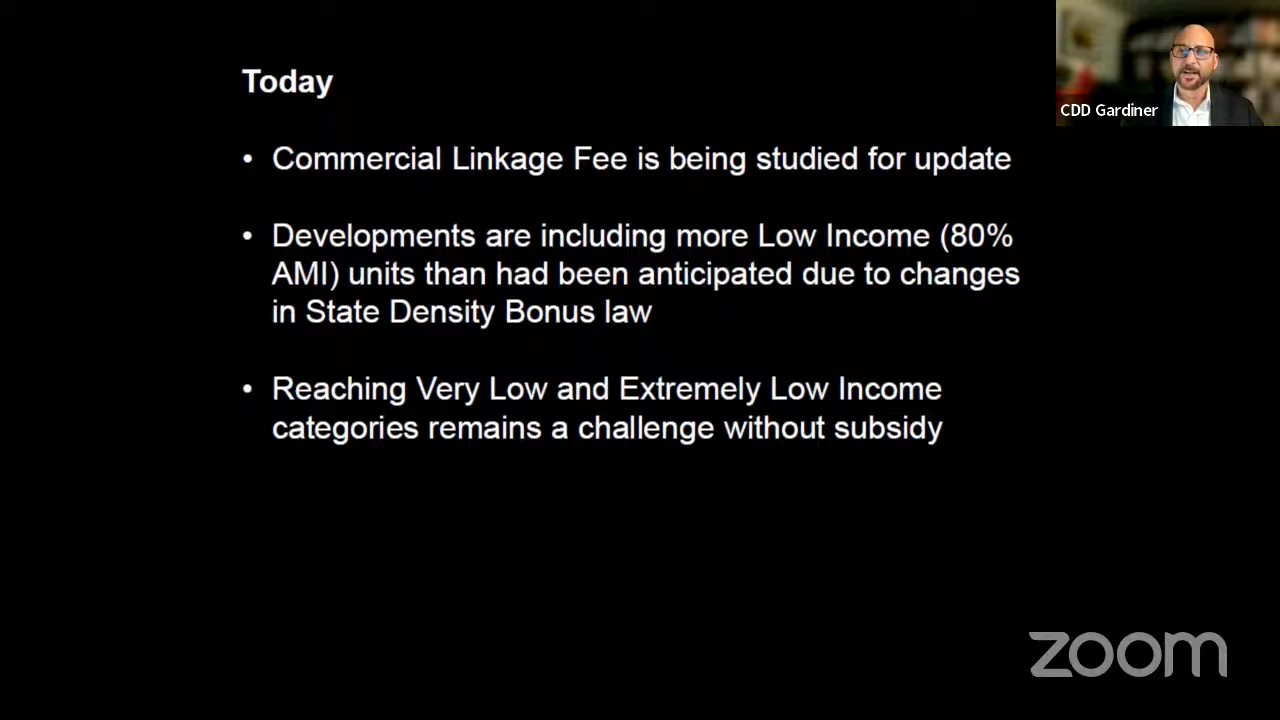 Today
CDD Gardiner
• Commercial Linkage Fee is being studied for update
• Developments are including more Low Income (80%
AMI) units than had been anticipated due to changes
in State Density Bonus law
• Reaching Very Low and Extremely Low Income
categories remains a challenge without subsidy
zoom